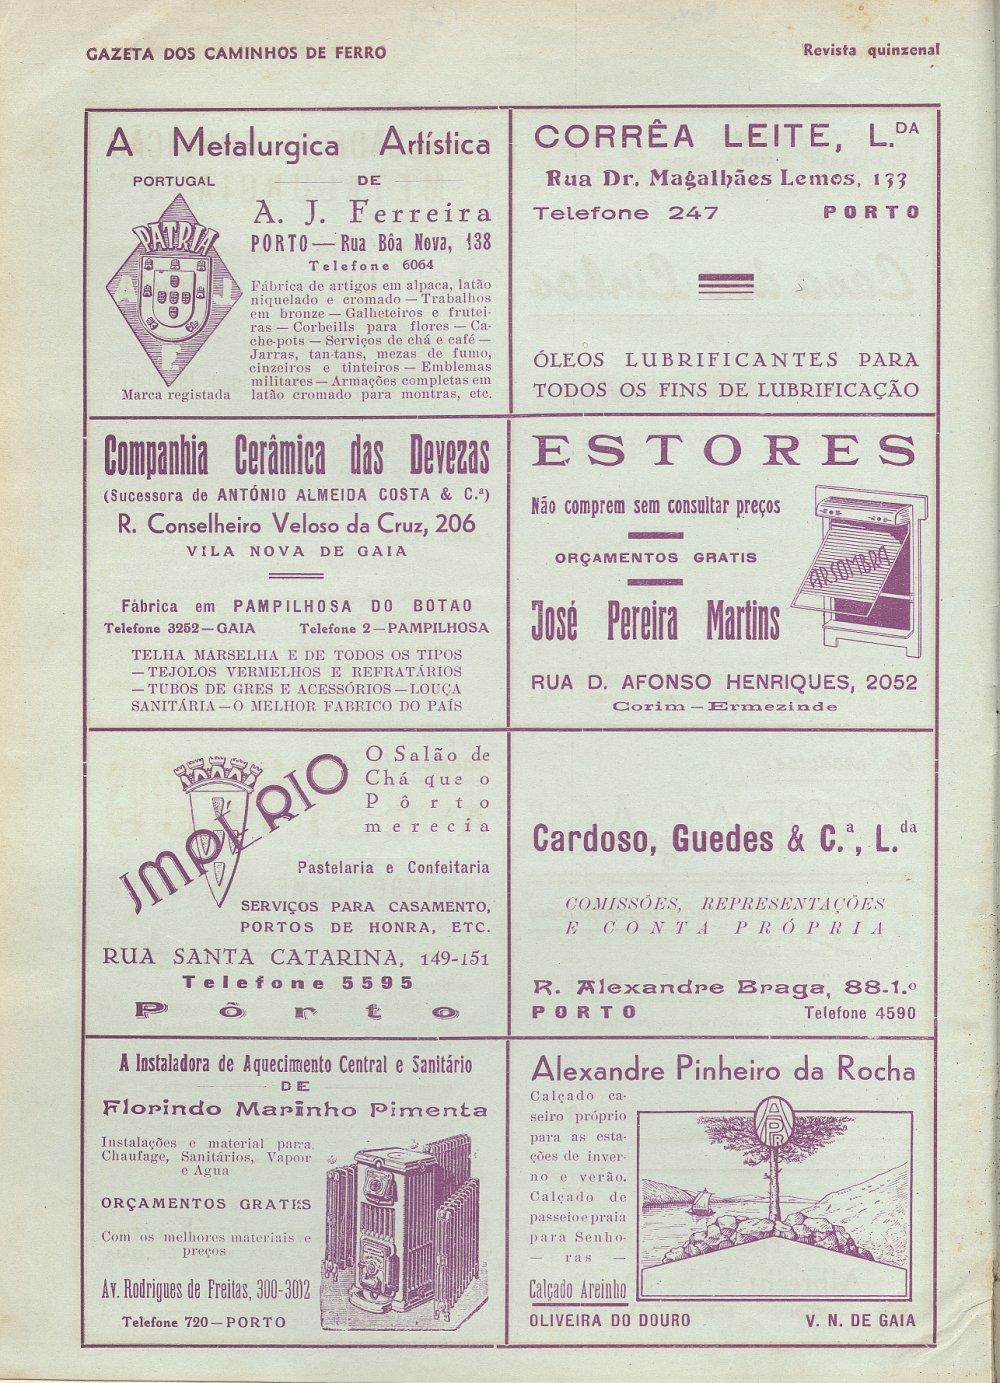 GAZETA DOS CAMINHOS DE FERRO
Revista quinzenal
A Metalurgica Artística
PORTUGAL
PATRIA
A
L
F
Marca registada
DE
A. J. Ferreira
PORTO — Rua Bôa Nova, 138
Telefone 6064
Fábrica de artigos em alpaca, latão
niquelado e cromado — Trabalhos
em bronze — Galheteiros e frutei-
ras — Corbeills para flores — Ca-
che-pots — Serviços de chá e café —
Jarras, tan-tans, mezas de fumo,
cinzeiros e tinteiros — Emblemas
militares — Armações completas em
latão cromado para montras, etc.
CORRÊA LEITE, L.DA
Rua Dr. Magalhães Lemos, 133
Telefone 247 PORTO
ÓLEOS LUBRIFICANTES PARA
TODOS OS FINS DE LUBRIFICAÇÃO
Companhia Cerâmica das Devezas
(Sucessora de ANTÓNIO ALMEIDA COSTA & C.ª)
R. Conselheiro Veloso da Cruz, 206
VILA NOVA DE GAIA
Fábrica em PAMPILHOSA DO BOTAO
Telefone 3252 — GAIA Telefone 2 — PAMPILHOSA
TELHA MARSELHA E DE TODOS OS TIPOS
— TEJOLOS VERMELHOS E REFRATÁRIOS
— TUBOS DE GRES E ACESSÓRIOS — LOUÇA
SANITÁRIA — O MELHOR FABRICO DO PAÍS
ESTORES
Não comprem sem consultar preços
ORÇAMENTOS GRATIS
José Pereira Martins
ARSOMBRA
RUA D. AFONSO HENRIQUES, 2052
Corim — Ermezinde
IMPÉRIO
O Salão de
Chá que o
Pôrto
merecia
Pastelaria e Confeitaria
SERVIÇOS PARA CASAMENTO,
PORTOS DE HONRA, ETC.
RUA SANTA CATARINA, 149-151
Telefone 5595
Pôrto
Cardoso, Guedes & C.ª, L.da
COMISSÕES, REPRESENTAÇÕES
E CONTA PRÓPRIA
R. Alexandre Braga, 88-1.º
PORTO Telefone 4590
A Instaladora de Aquecimento Central e Sanitário
DE
Florindo Marinho Pimenta
Instalações e material para
Chaufage, Sanitários, Vapor
e Agua
ORÇAMENTOS GRATIS
Com os melhores materiais e
preços
Av. Rodrigues de Freitas, 300-3012
Telefone 720 — PORTO
Alexandre Pinheiro da Rocha
Calçado ca-
seiro próprio
para as esta-
ções de inver-
no e verão.
Calçado de
passeio e praia
para Senho-
— ras —
Calçado Areinho
APR
OLIVEIRA DO DOURO V. N. DE GAIA